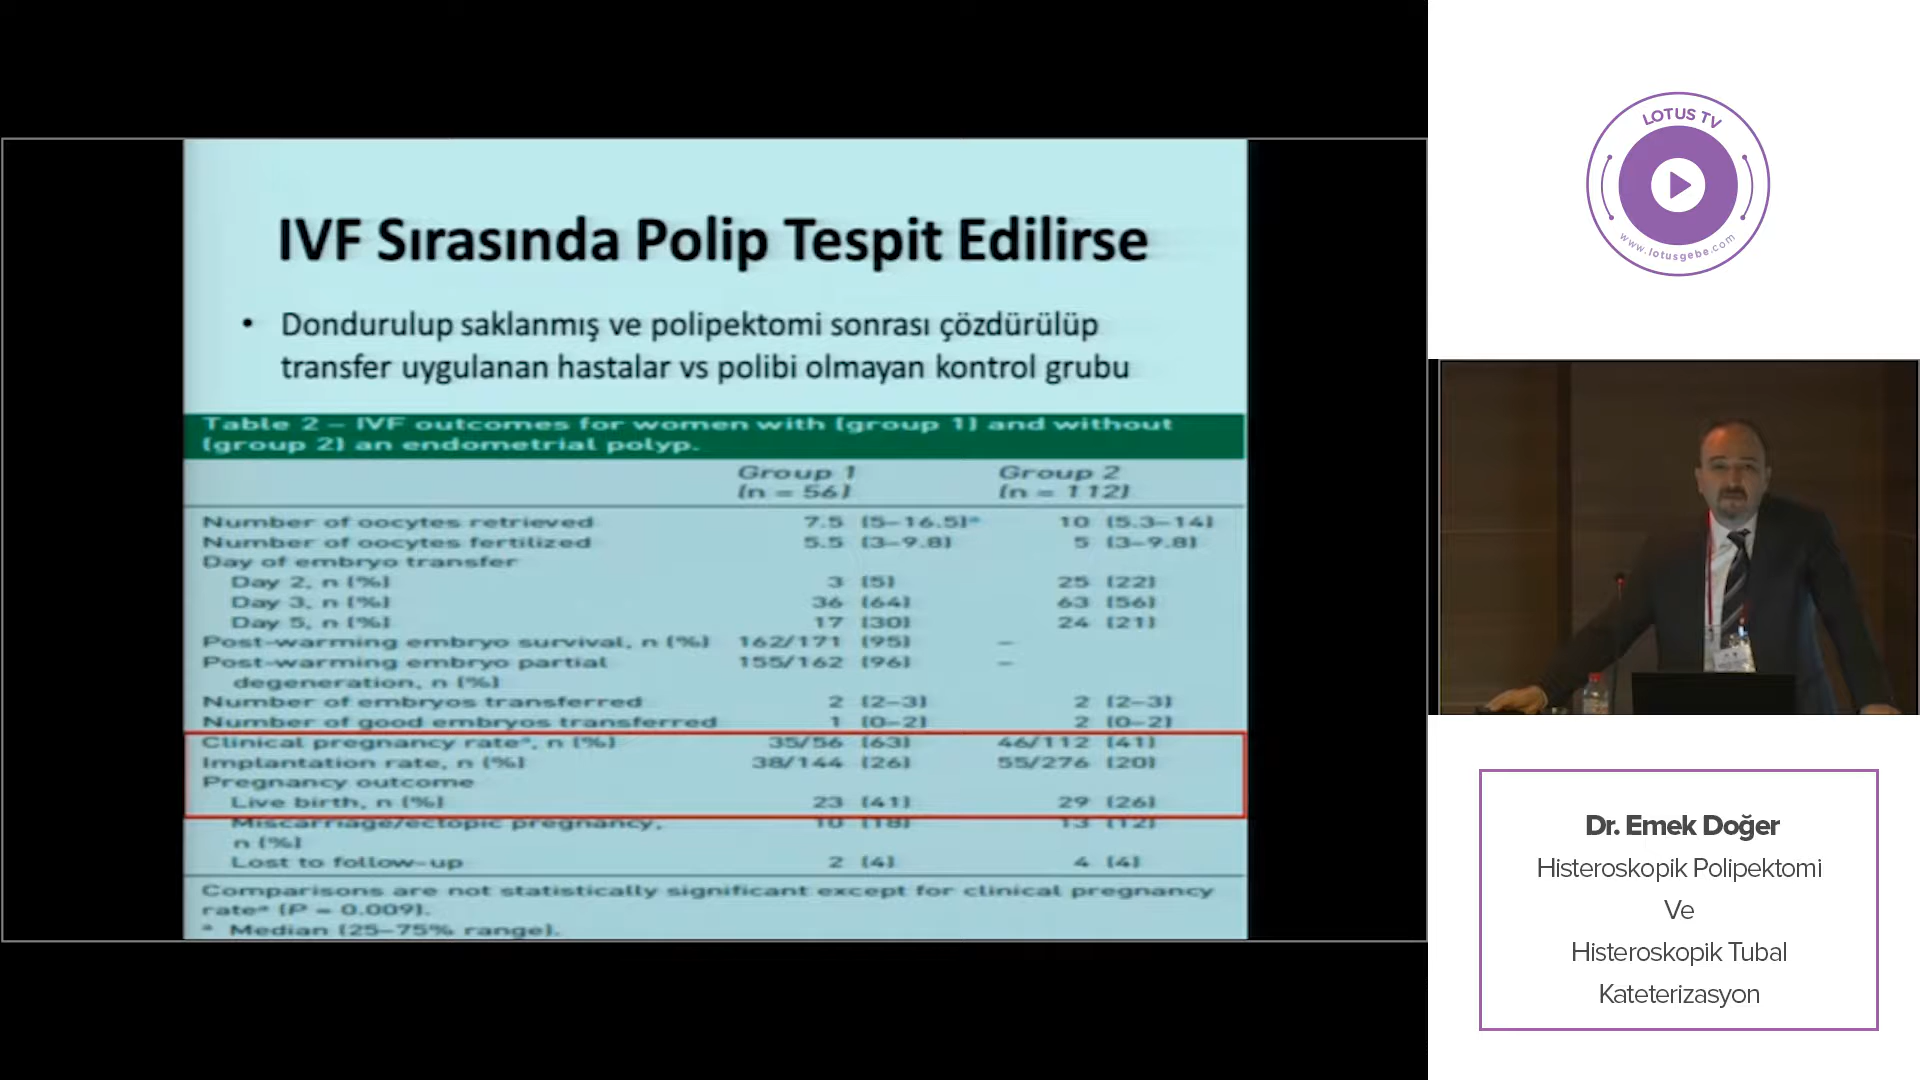 IVF Sırasında Polip Tespit Edilirse
• Dondurulup saklanmış ve polipektomi sonrası çözdürülüp
transfer uygulanan hastalar vs polibi olmayan kontrol grubu
Table 2 – IVF outcomes for women with (group 1) and without
(group 2) an endometrial polyp.
Group 1 Group 2
(n = 56) (n = 112)
Number of oocytes retrieved 7.5 (5–16.5)ᵃ 10 (5.3–14)
Number of oocytes fertilized 5.5 (3–9.8) 5 (3–9.8)
Day of embryo transfer
Day 2, n (%) 3 (5) 25 (22)
Day 3, n (%) 36 (64) 63 (56)
Day 5, n (%) 17 (30) 24 (21)
Post-warming embryo survival, n (%) 162/171 (95) –
Post-warming embryo partial 155/162 (96) –
degeneration, n (%)
Number of embryos transferred 2 (2–3) 2 (2–3)
Number of good embryos transferred 1 (0–2) 2 (0–2)
Clinical pregnancy rateᵃ, n (%) 35/56 (63) 46/112 (41)
Implantation rate, n (%) 38/144 (26) 55/276 (20)
Pregnancy outcome
Live birth, n (%) 23 (41) 29 (26)
Miscarriage/ectopic pregnancy, 10 (18) 13 (12)
n (%)
Lost to follow-up 2 (4) 4 (4)
Comparisons are not statistically significant except for clinical pregnancy
rateᵃ (P = 0.009).
ᵃ Median (25–75% range).
LOTUS TV
www.lotusgebe.com
Dr. Emek Doğer
Histeroskopik Polipektomi
Ve
Histeroskopik Tubal
Kateterizasyon